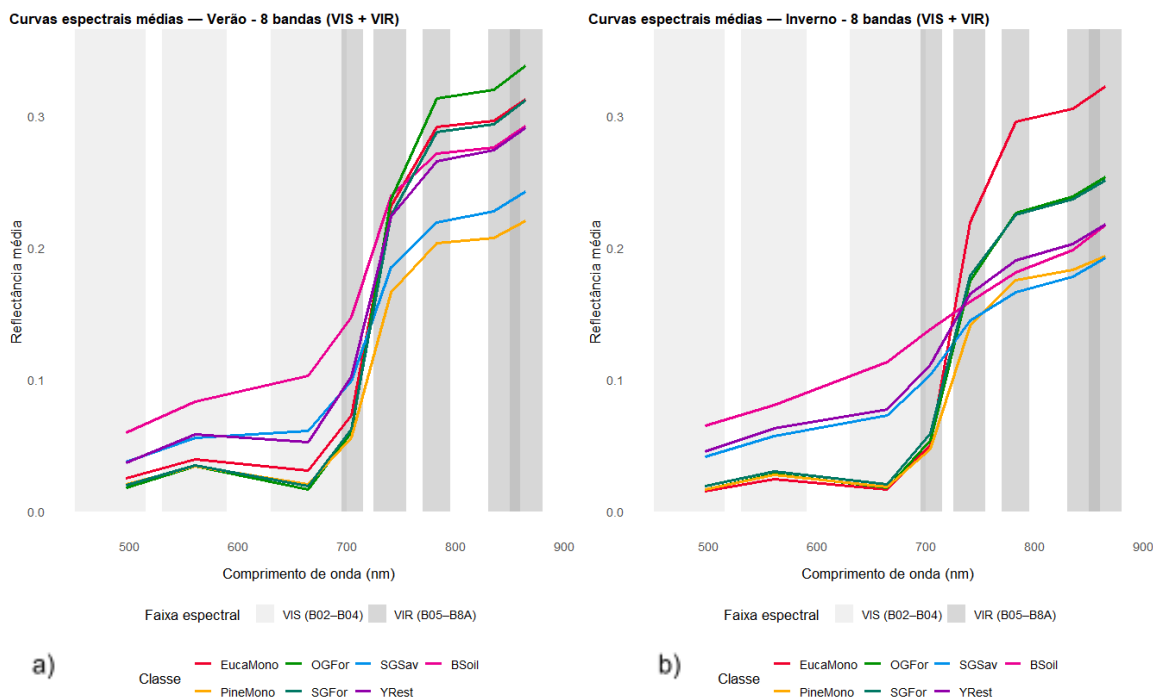 Curvas espectrais médias — Verão - 8 bandas (VIS + VIR)
Reflectância média
0.3
0.2
0.1
0.0
500 600 700 800 900
Comprimento de onda (nm)
Faixa espectral VIS (B02–B04) VIR (B05–B8A)
a)
Classe
EucaMono OGFor SGSav BSoil
PineMono SGFor YRest
Curvas espectrais médias — Inverno - 8 bandas (VIS + VIR)
Reflectância média
0.3
0.2
0.1
0.0
500 600 700 800 900
Comprimento de onda (nm)
Faixa espectral VIS (B02–B04) VIR (B05–B8A)
b)
Classe
EucaMono OGFor SGSav BSoil
PineMono SGFor YRest